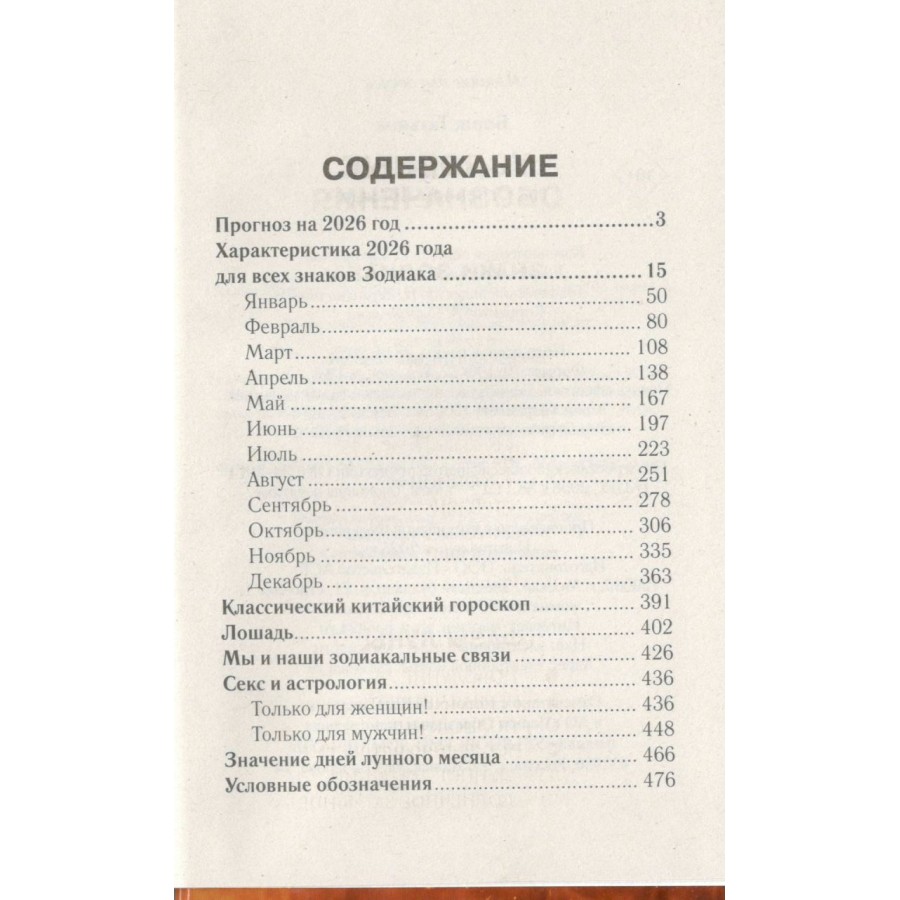 СОДЕРЖАНИЕ
Прогноз на 2026 год ........................................ 3
Характеристика 2026 года
для всех знаков Зодиака .................................... 15
Январь ........................................ 50
Февраль ........................................ 80
Март ........................................ 108
Апрель ........................................ 138
Май ........................................ 167
Июнь ........................................ 197
Июль ........................................ 223
Август ........................................ 251
Сентябрь ........................................ 278
Октябрь ........................................ 306
Ноябрь ........................................ 335
Декабрь ........................................ 363
Классический китайский гороскоп .................... 391
Лошадь ........................................ 402
Мы и наши зодиакальные связи .................... 426
Секс и астрология ........................................ 436
Только для женщин! .................................... 436
Только для мужчин! .................................... 448
Значение дней лунного месяца .................... 466
Условные обозначения .................................... 476